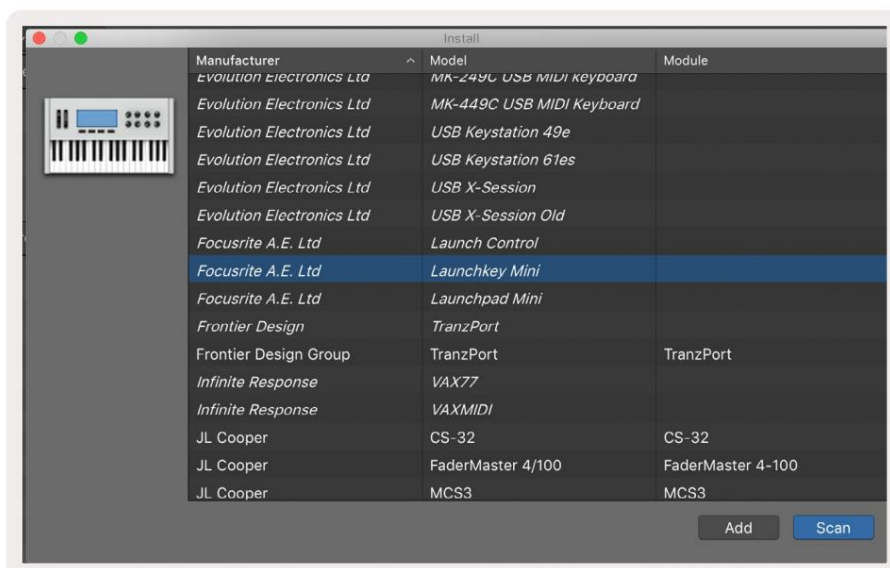 Install
Manufacturer Model Module
Evolution Electronics Ltd MK-249C USB MIDI keyboard
Evolution Electronics Ltd MK-449C USB MIDI Keyboard
Evolution Electronics Ltd USB Keystation 49e
Evolution Electronics Ltd USB Keystation 61es
Evolution Electronics Ltd USB X-Session
Evolution Electronics Ltd USB X-Session Old
Focusrite A.E. Ltd Launch Control
Focusrite A.E. Ltd Launchkey Mini
Focusrite A.E. Ltd Launchpad Mini
Frontier Design TranzPort
Frontier Design Group TranzPort TranzPort
Infinite Response VAX77
Infinite Response VAXMIDI
JL Cooper CS-32 CS-32
JL Cooper FaderMaster 4/100 FaderMaster 4-100
JL Cooper MCS3 MCS3
Add Scan